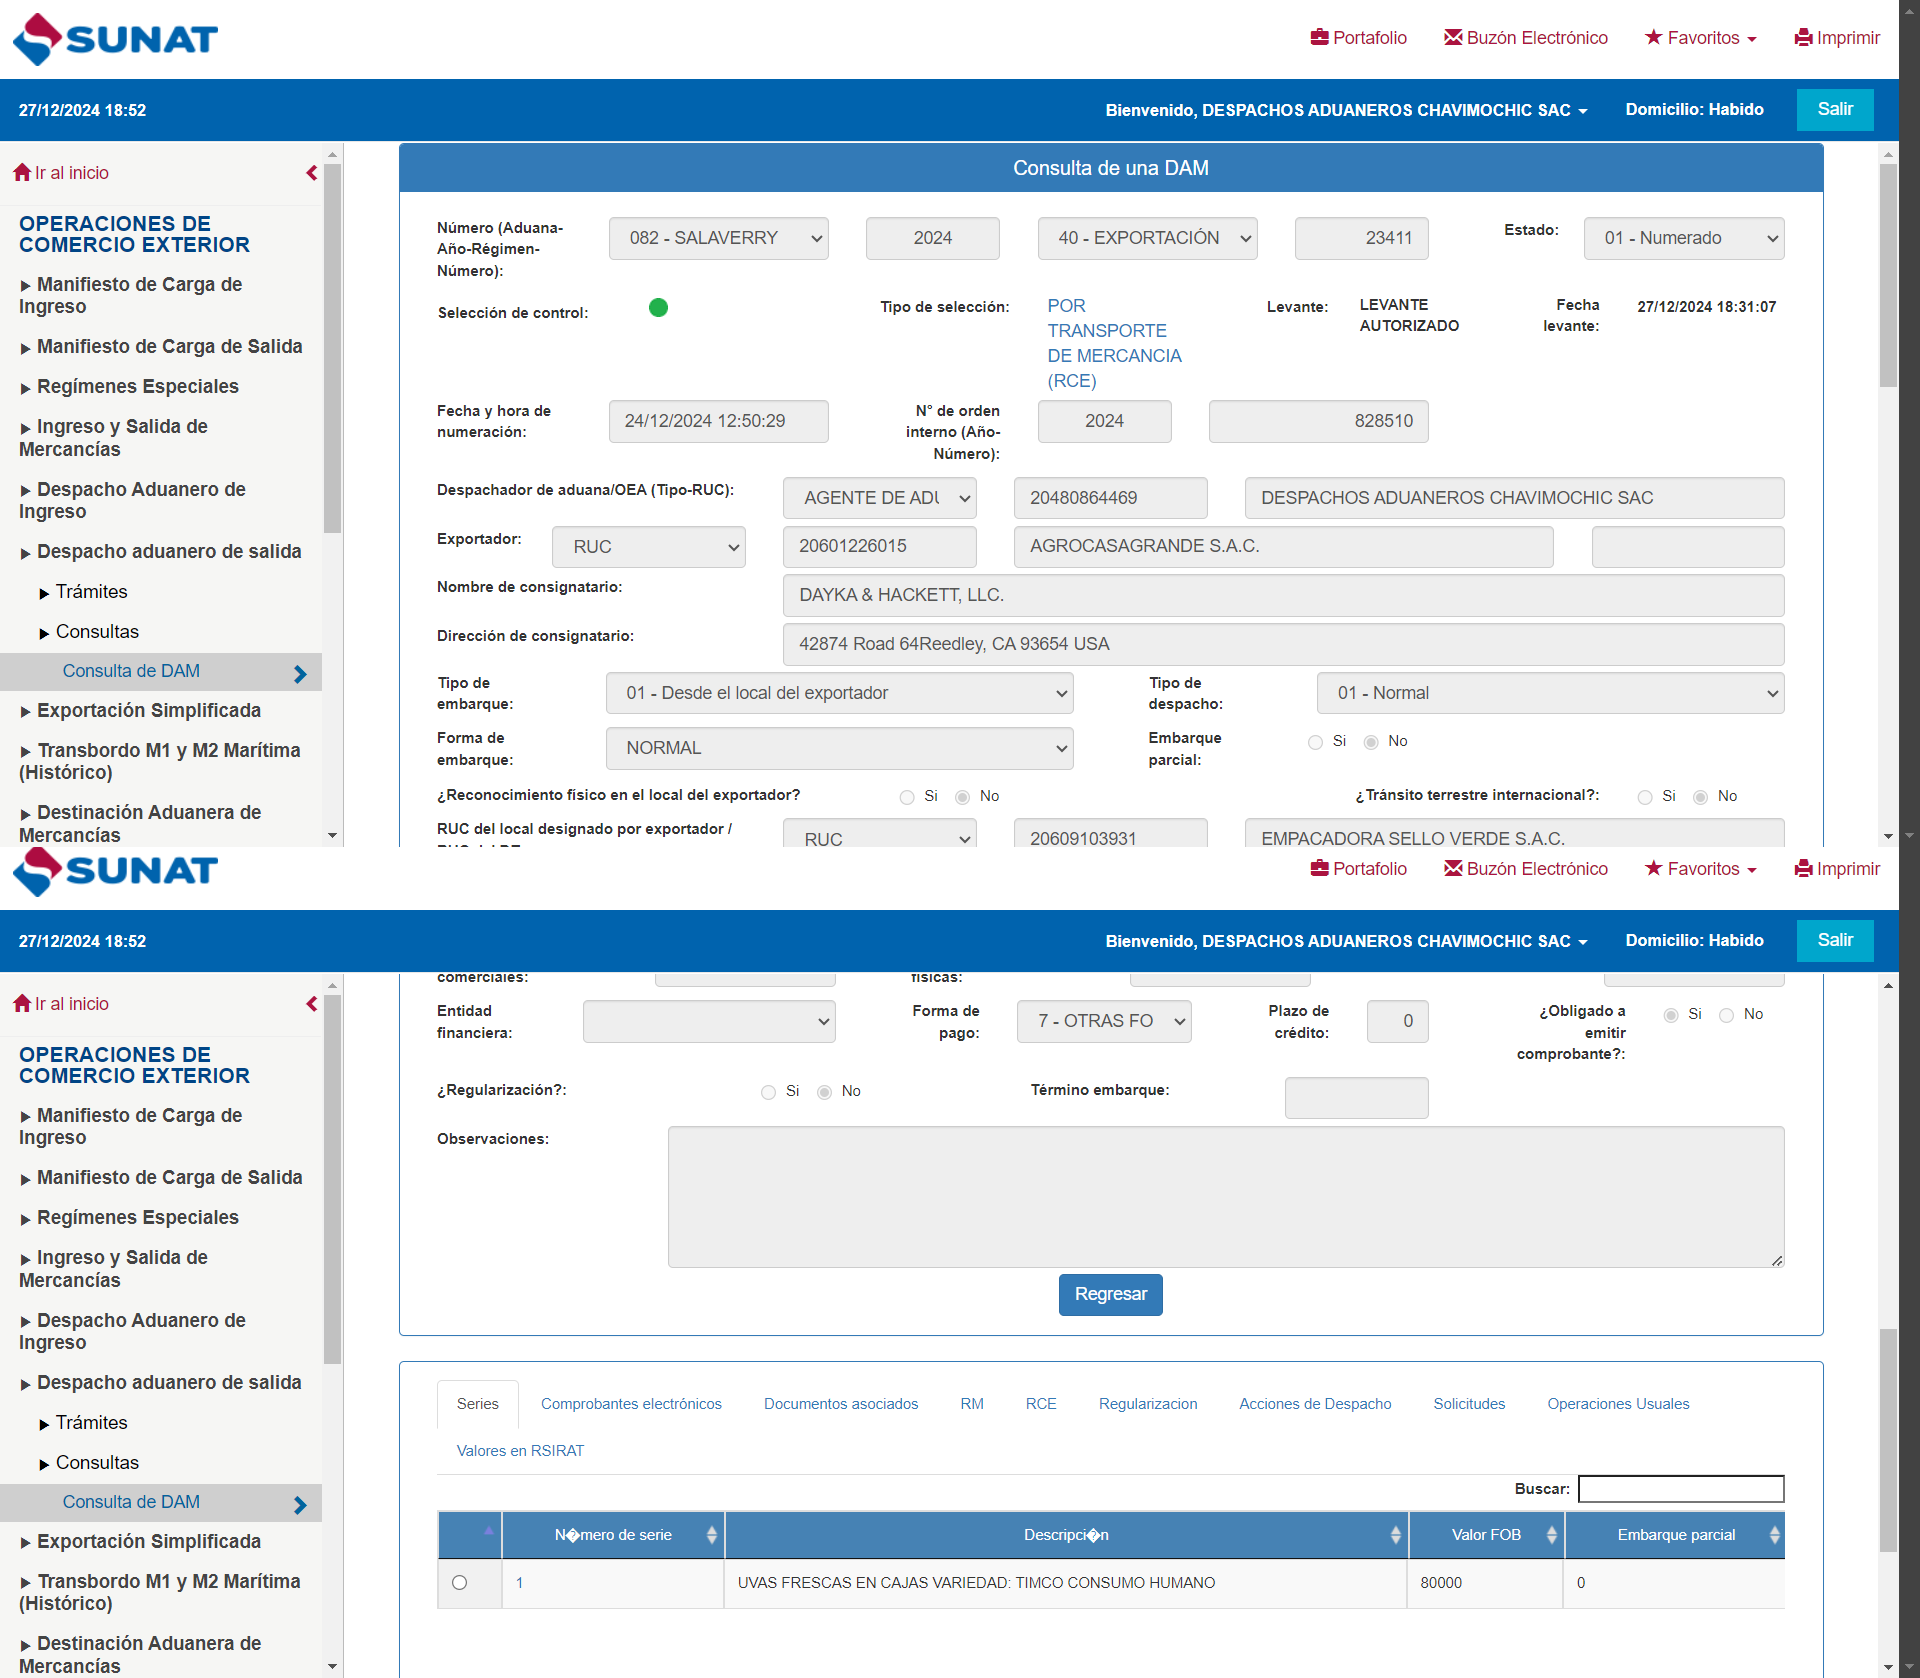 SUNAT
Portafolio Buzón Electrónico Favoritos Imprimir
27/12/2024 18:52 Bienvenido, DESPACHOS ADUANEROS CHAVIMOCHIC SAC Domicilio: Habido Salir
Ir al inicio
OPERACIONES DE
COMERCIO EXTERIOR
Manifiesto de Carga de
Ingreso
Manifiesto de Carga de Salida
Regímenes Especiales
Ingreso y Salida de
Mercancías
Despacho Aduanero de
Ingreso
Despacho aduanero de salida
Trámites
Consultas
Consulta de DAM
Exportación Simplificada
Transbordo M1 y M2 Marítima
(Histórico)
Destinación Aduanera de
Mercancías
Consulta de una DAM
Número (Aduana-
Año-Régimen-
Número):
082 - SALAVERRY 2024 40 - EXPORTACIÓN 23411 Estado: 01 - Numerado
Selección de control: Tipo de selección:
POR
TRANSPORTE
DE MERCANCIA
(RCE)
Levante:
LEVANTE
AUTORIZADO
Fecha
levante:
27/12/2024 18:31:07
Fecha y hora de
numeración:
24/12/2024 12:50:29
N° de orden
interno (Año-
Número):
2024 828510
Despachador de aduana/OEA (Tipo-RUC): AGENTE DE ADU 20480864469 DESPACHOS ADUANEROS CHAVIMOCHIC SAC
Exportador: RUC 20601226015 AGROCASAGRANDE S.A.C.
Nombre de consignatario: DAYKA & HACKETT, LLC.
Dirección de consignatario: 42874 Road 64Reedley, CA 93654 USA
Tipo de
embarque:
01 - Desde el local del exportador
Tipo de
despacho:
01 - Normal
Forma de
embarque:
NORMAL
Embarque
parcial:
Si No
¿Reconocimiento físico en el local del exportador? Si No ¿Tránsito terrestre internacional?: Si No
RUC del local designado por exportador / RUC 20609103931 EMPACADORA SELLO VERDE S.A.C.
SUNAT
Portafolio Buzón Electrónico Favoritos Imprimir
27/12/2024 18:52 Bienvenido, DESPACHOS ADUANEROS CHAVIMOCHIC SAC Domicilio: Habido Salir
Ir al inicio
OPERACIONES DE
COMERCIO EXTERIOR
Manifiesto de Carga de
Ingreso
Manifiesto de Carga de Salida
Regímenes Especiales
Ingreso y Salida de
Mercancías
Despacho Aduanero de
Ingreso
Despacho aduanero de salida
Trámites
Consultas
Consulta de DAM
Exportación Simplificada
Transbordo M1 y M2 Marítima
(Histórico)
Destinación Aduanera de
Mercancías
comerciales: físicas:
Entidad
financiera:
Forma de
pago:
7 - OTRAS FO
Plazo de
crédito:
0
¿Obligado a
emitir
comprobante?:
Si No
¿Regularización?: Si No Término embarque:
Observaciones:
Regresar
Series Comprobantes electrónicos Documentos asociados RM RCE Regularizacion Acciones de Despacho Solicitudes Operaciones Usuales
Valores en RSIRAT
Buscar:
N�mero de serie Descripci�n Valor FOB Embarque parcial
1 UVAS FRESCAS EN CAJAS VARIEDAD: TIMCO CONSUMO HUMANO 80000 0